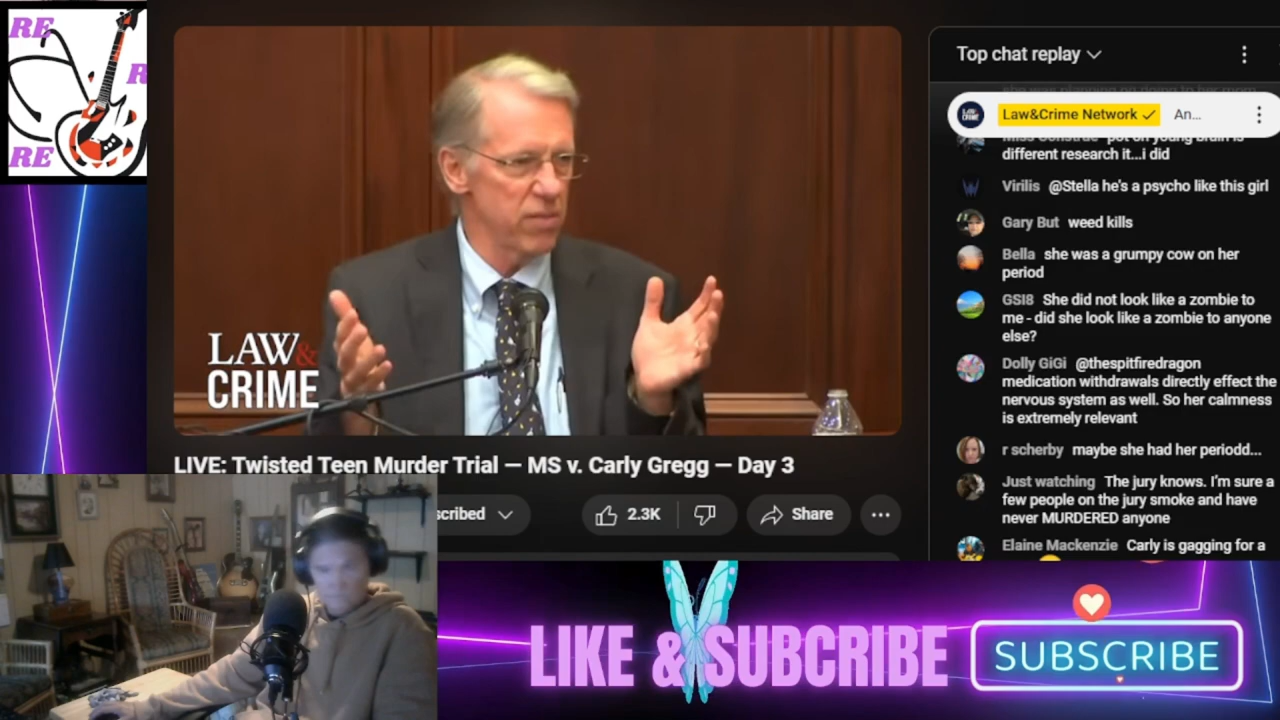 RE
R
RE
LAW&
CRIME
LIVE: Twisted Teen Murder Trial — MS v. Carly Gregg — Day 3
scribed
2.3K
Share
Top chat replay
Law&Crime Network
An...
different research it...i did
Virilis @Stella he's a psycho like this girl
Gary But weed kills
Bella she was a grumpy cow on her
period
GSI8 She did not look like a zombie to
me - did she look like a zombie to anyone
else?
Dolly GiGi @thespitfiredragon
medication withdrawals directly effect the
nervous system as well. So her calmness
is extremely relevant
r scherby maybe she had her periodd...
Just watching The jury knows. I'm sure a
few people on the jury smoke and have
never MURDERED anyone
Elaine Mackenzie Carly is gagging for a
LIKE & SUBCRIBE
SUBSCRIBE